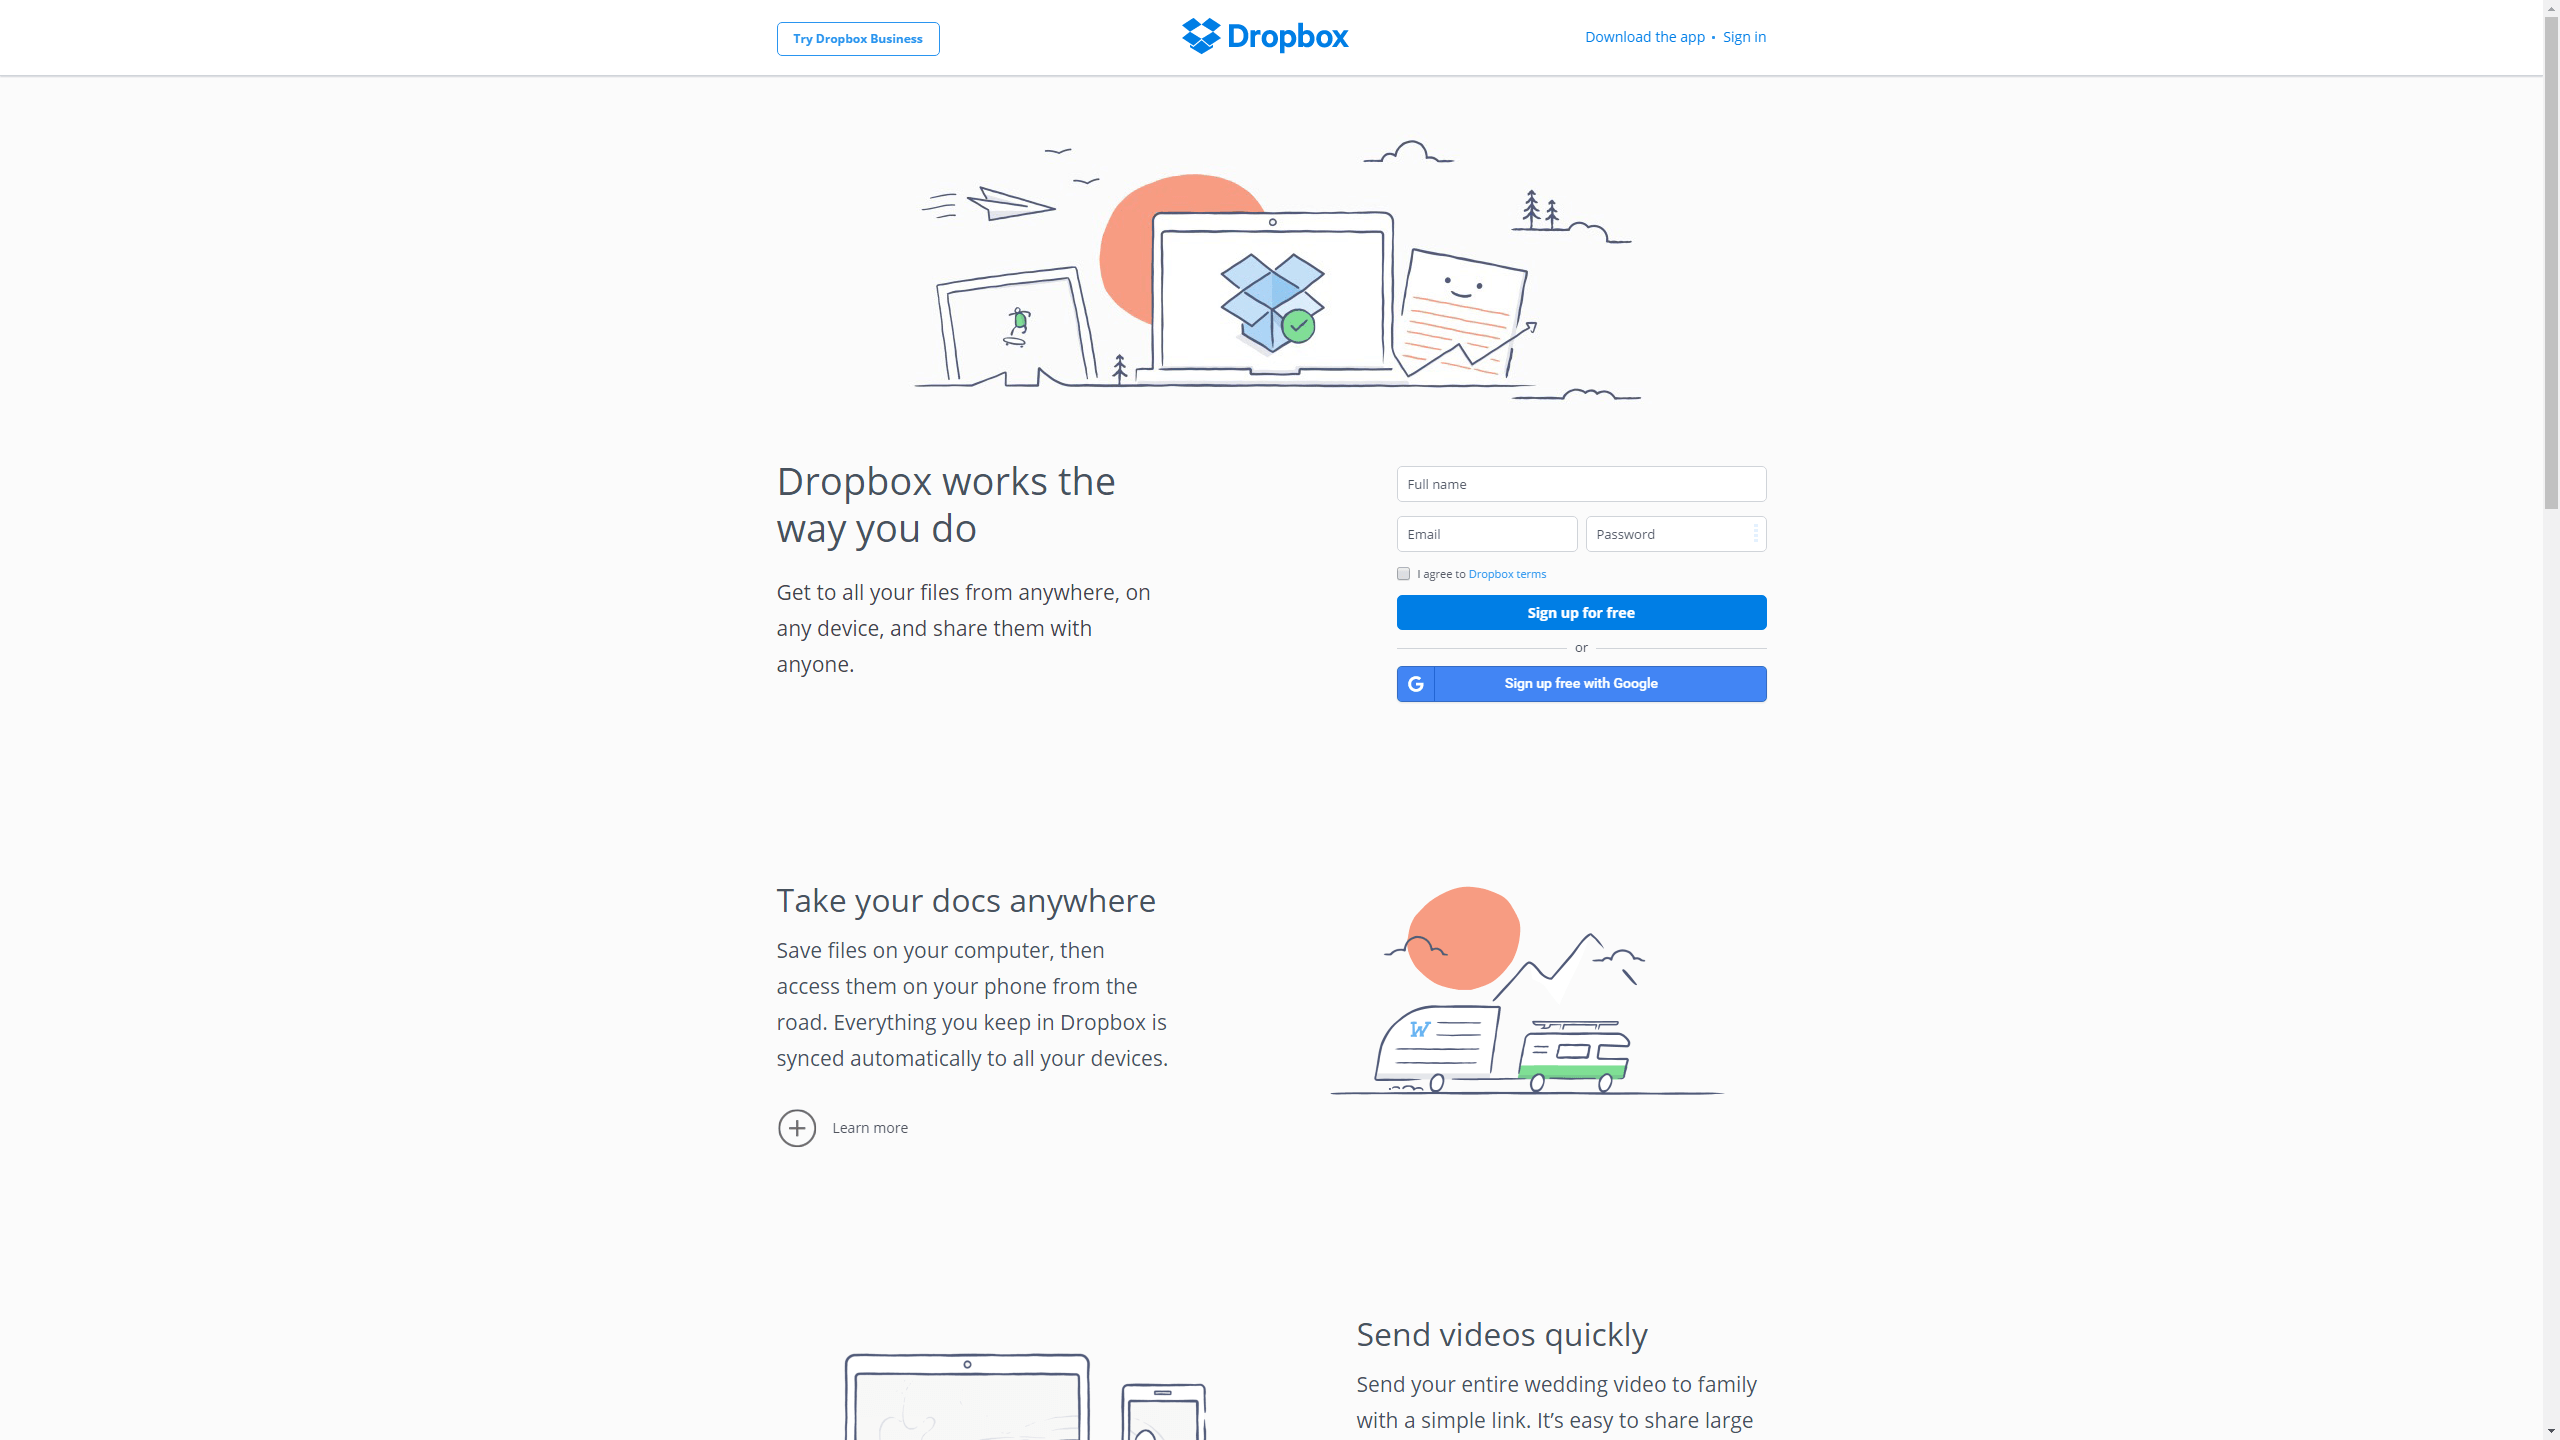 Try Dropbox Business
Dropbox
Download the app • Sign in
Dropbox works the
way you do
Get to all your files from anywhere, on
any device, and share them with
anyone.
Full name
Email
Password
I agree to Dropbox terms
Sign up for free
or
G
Sign up free with Google
Take your docs anywhere
Save files on your computer, then
access them on your phone from the
road. Everything you keep in Dropbox is
synced automatically to all your devices.
Learn more
W
Send videos quickly
Send your entire wedding video to family
with a simple link. It’s easy to share large